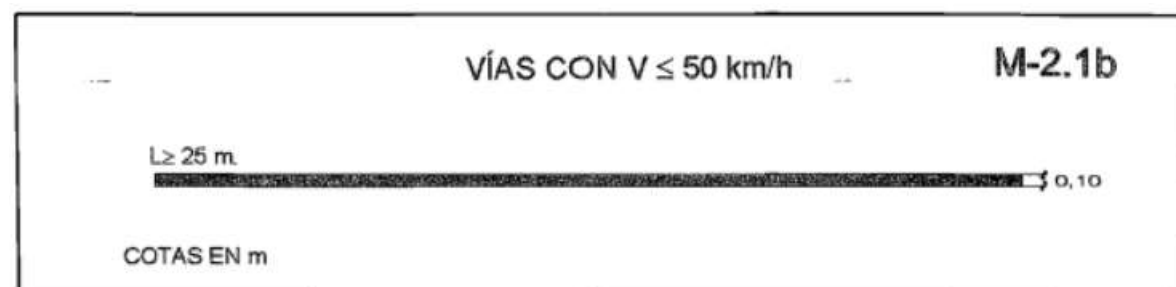 VÍAS CON V ≤ 50 km/h
M-2.1b
L≥ 25 m.
0,10
COTAS EN m